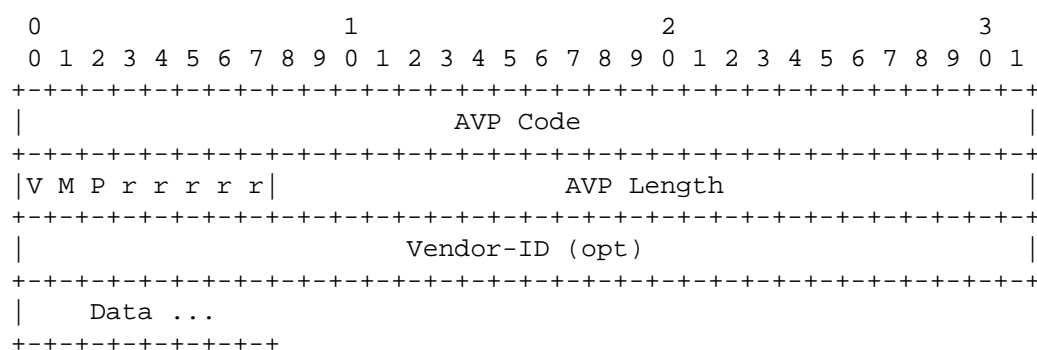 0                   1                   2                   3
 0 1 2 3 4 5 6 7 8 9 0 1 2 3 4 5 6 7 8 9 0 1 2 3 4 5 6 7 8 9 0 1
+-+-+-+-+-+-+-+-+-+-+-+-+-+-+-+-+-+-+-+-+-+-+-+-+-+-+-+-+-+-+-+-+
|                           AVP Code                            |
+-+-+-+-+-+-+-+-+-+-+-+-+-+-+-+-+-+-+-+-+-+-+-+-+-+-+-+-+-+-+-+-+
|V M P r r r r r|                  AVP Length                   |
+-+-+-+-+-+-+-+-+-+-+-+-+-+-+-+-+-+-+-+-+-+-+-+-+-+-+-+-+-+-+-+-+
|                        Vendor-ID (opt)                        |
+-+-+-+-+-+-+-+-+-+-+-+-+-+-+-+-+-+-+-+-+-+-+-+-+-+-+-+-+-+-+-+-+
|    Data ...
+-+-+-+-+-+-+-+-+